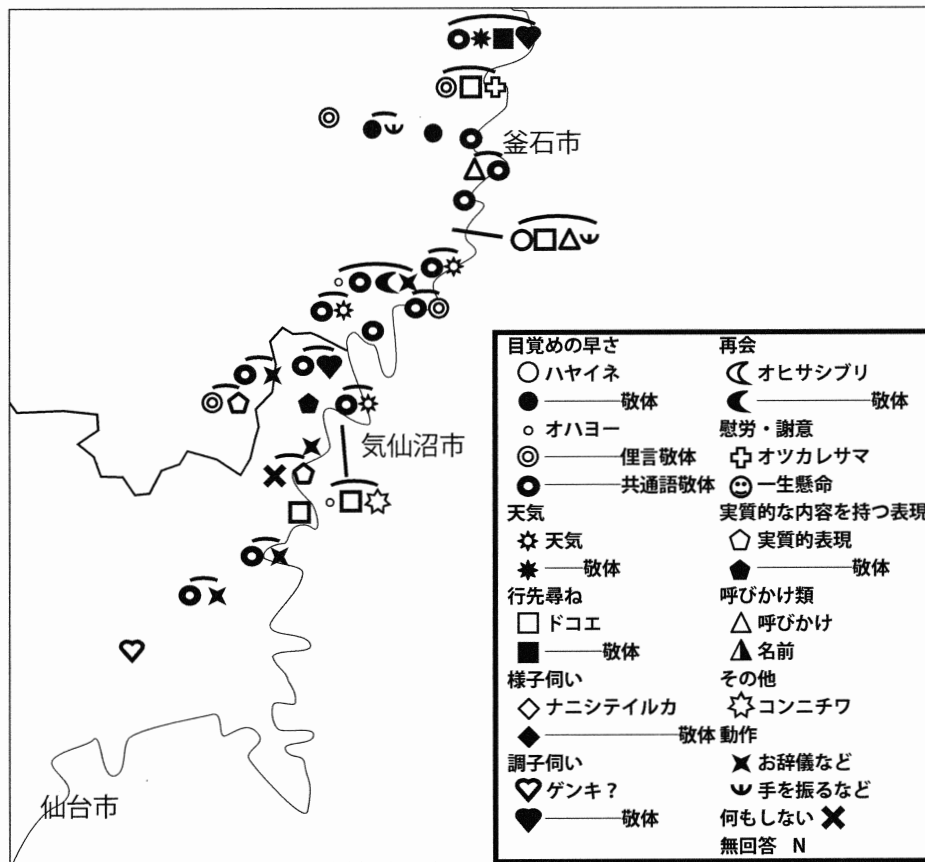 釜石市
気仙沼市
仙台市
目覚めの早さ
ハヤイネ
敬体
オハヨー
俚言敬体
共通語敬体
天気
天気
敬体
行先尋ね
ドコエ
敬体
様子伺い
ナニシテイルカ
敬体
調子伺い
ゲンキ？
敬体
再会
オヒサシブリ
敬体
慰労・謝意
オツカレサマ
一生懸命
実質的な内容を持つ表現
実質的表現
敬体
呼びかけ類
呼びかけ
名前
その他
コンニチワ
動作
お辞儀など
手を振るなど
何もしない
無回答 N